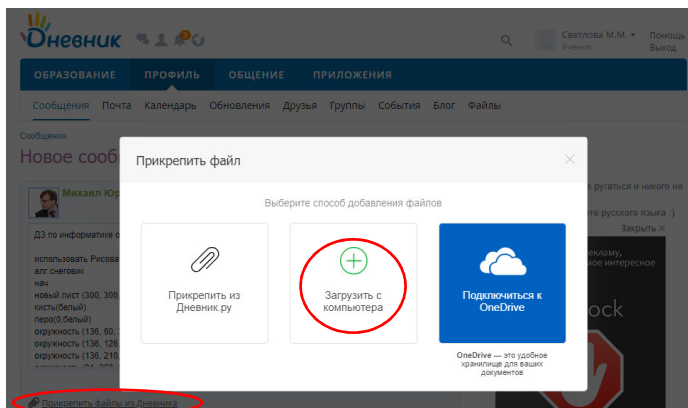 Дневник
Светлова М.М.
Ученик
Помощь
Выход
ОБРАЗОВАНИЕ ПРОФИЛЬ ОБЩЕНИЕ ПРИЛОЖЕНИЯ
Сообщения Почта Календарь Обновления Друзья Группы События Блог Файлы
Сообщения
Новое сооб
Прикрепить файл
Выберите способ добавления файлов
Прикрепить из
Дневник.ру
Загрузить с
компьютера
Подключиться к
OneDrive
OneDrive — это удобное
хранилище для ваших
документов
Михаил Юр
ДЗ по информатике о
использовать Рисова
алг снеговик
нач
новый лист (300, 300,
кисть(белый)
перо(0,белый)
окружность (136, 60,
окружность (136, 126,
окружность (136, 210,
Прикрепить файлы из Дневника
ругаться и никого не
те русского языка :)
Закрыть
екламу,
мое интересное
ock